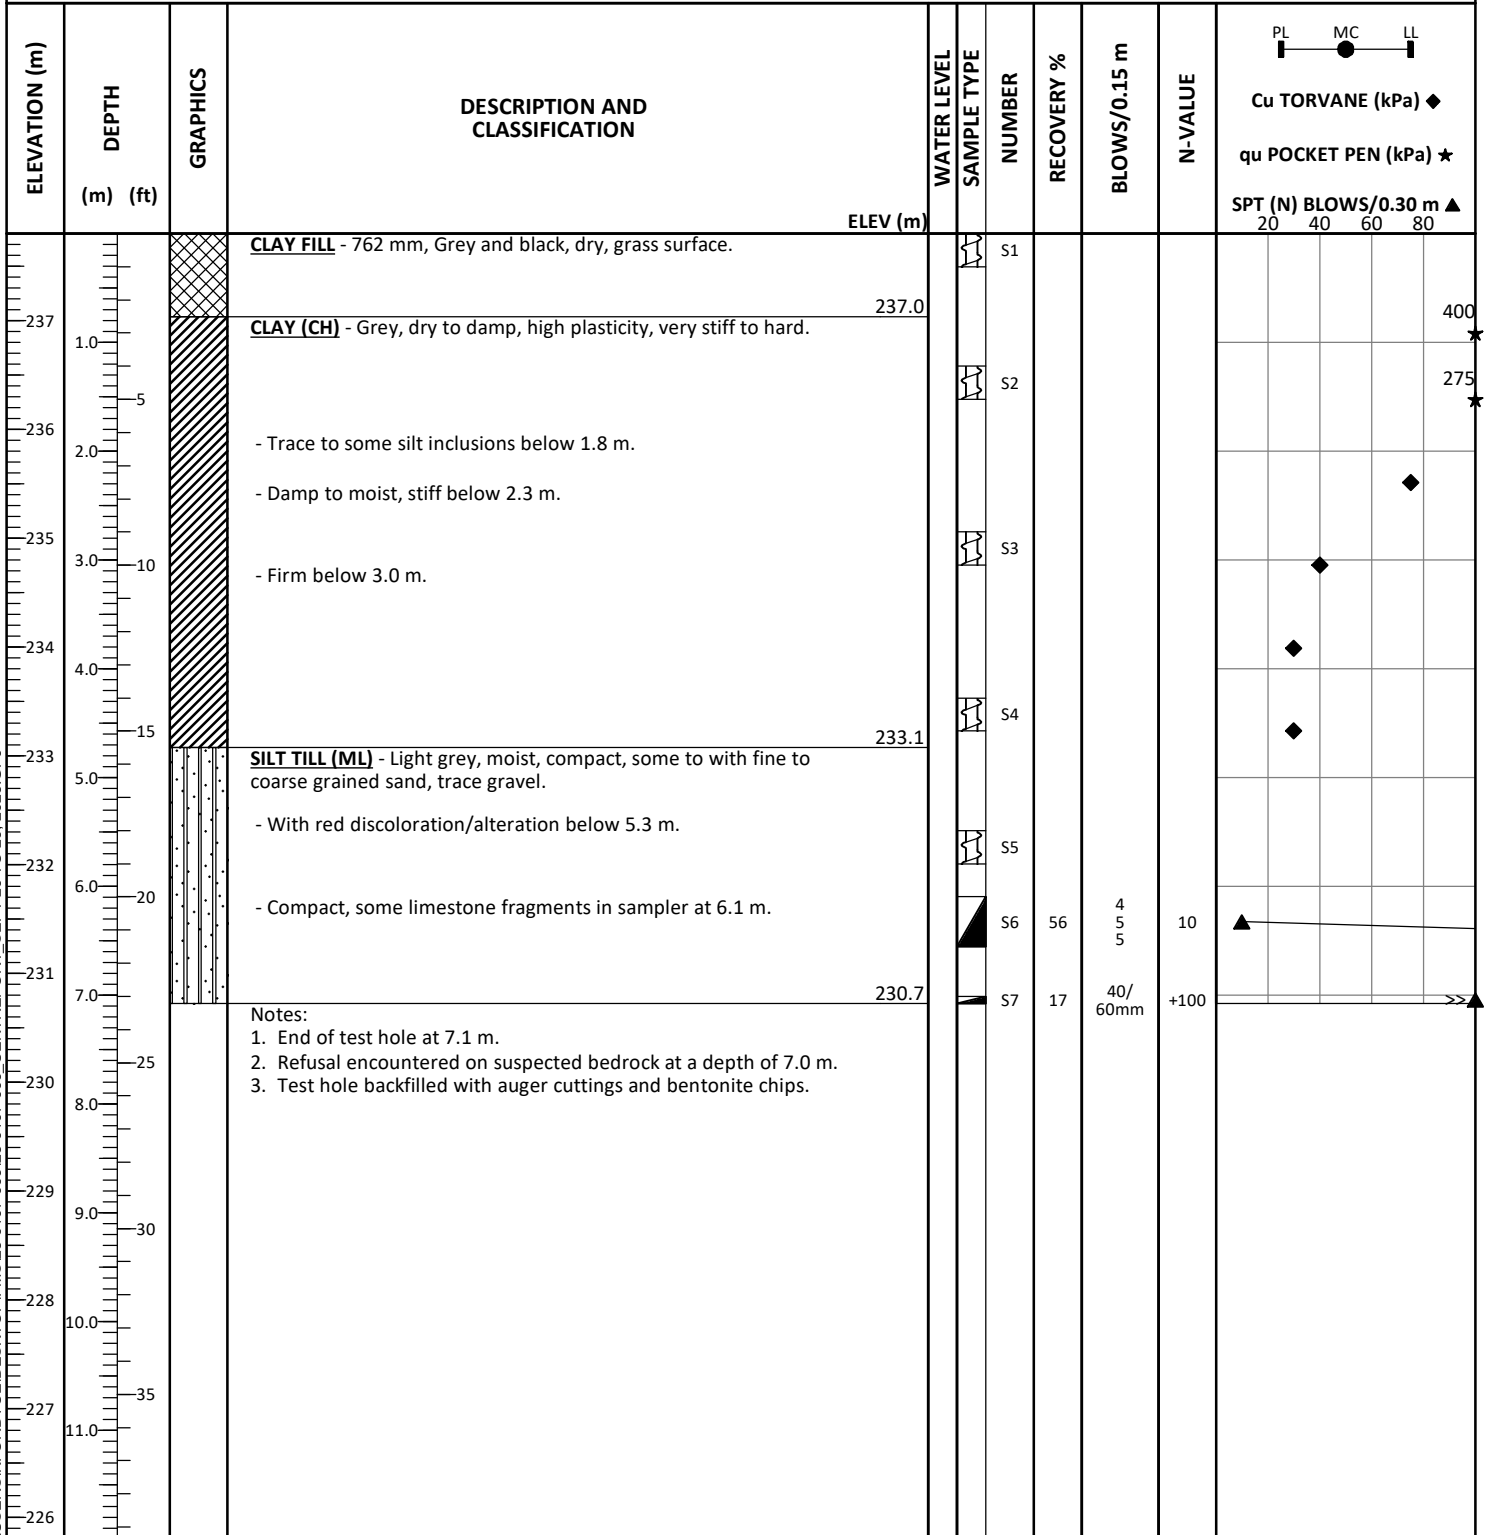 ELEVATION (m)
DEPTH
(m) (ft)
GRAPHICS
DESCRIPTION AND
CLASSIFICATION
ELEV (m)
WATER LEVEL
SAMPLE TYPE
NUMBER
RECOVERY %
BLOWS/0.15 m
N-VALUE
PL MC LL
Cu TORVANE (kPa) ◆
qu POCKET PEN (kPa) ★
SPT (N) BLOWS/0.30 m ▲
20 40 60 80
CLAY FILL - 762 mm, Grey and black, dry, grass surface.
S1
237.0
237
400
CLAY (CH) - Grey, dry to damp, high plasticity, very stiff to hard.
1.0
275
S2
5
236
- Trace to some silt inclusions below 1.8 m.
2.0
- Damp to moist, stiff below 2.3 m.
235
S3
3.0
10
- Firm below 3.0 m.
234
4.0
S4
15
233.1
233
SILT TILL (ML) - Light grey, moist, compact, some to with fine to
coarse grained sand, trace gravel.
5.0
- With red discoloration/alteration below 5.3 m.
S5
232
6.0
20
- Compact, some limestone fragments in sampler at 6.1 m.
S6 56
4
5
5
10
231
7.0
230.7
S7 17
40/
60mm
+100
>>
Notes:
1. End of test hole at 7.1 m.
2. Refusal encountered on suspected bedrock at a depth of 7.0 m.
3. Test hole backfilled with auger cuttings and bentonite chips.
25
230
8.0
229
9.0
30
228
10.0
35
227
11.0
226